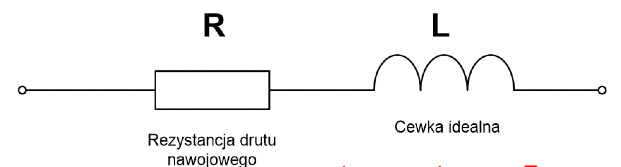 R
L
Rezystancja drutu
nawojowego
Cewka idealna